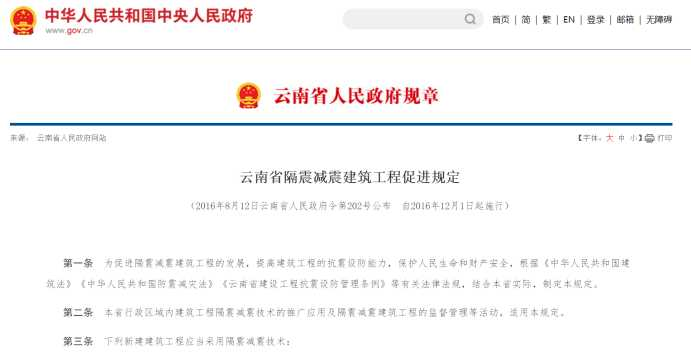 中华人民共和国中央人民政府
www.gov.cn
首页 | 简 | 繁 | EN | 登录 | 邮箱 | 无障碍
云南省人民政府规章
来源： 云南省人民政府网站 【字体：大 中 小】 打印
云南省隔震减震建筑工程促进规定
（2016年8月12日云南省人民政府令第202号公布 自2016年12月1日起施行）
第一条 为促进隔震减震建筑工程的发展，提高建筑工程的抗震设防能力，保护人民生命和财产安全，根据《中华人民共和国建
筑法》《中华人民共和国防震减灾法》《云南省建设工程抗震设防管理条例》等有关法律法规，结合本省实际，制定本规定。
第二条 本省行政区域内建筑工程隔震减震技术的推广应用及隔震减震建筑工程的监督管理等活动，适用本规定。
第三条 下列新建建筑工程应当采用隔震减震技术：